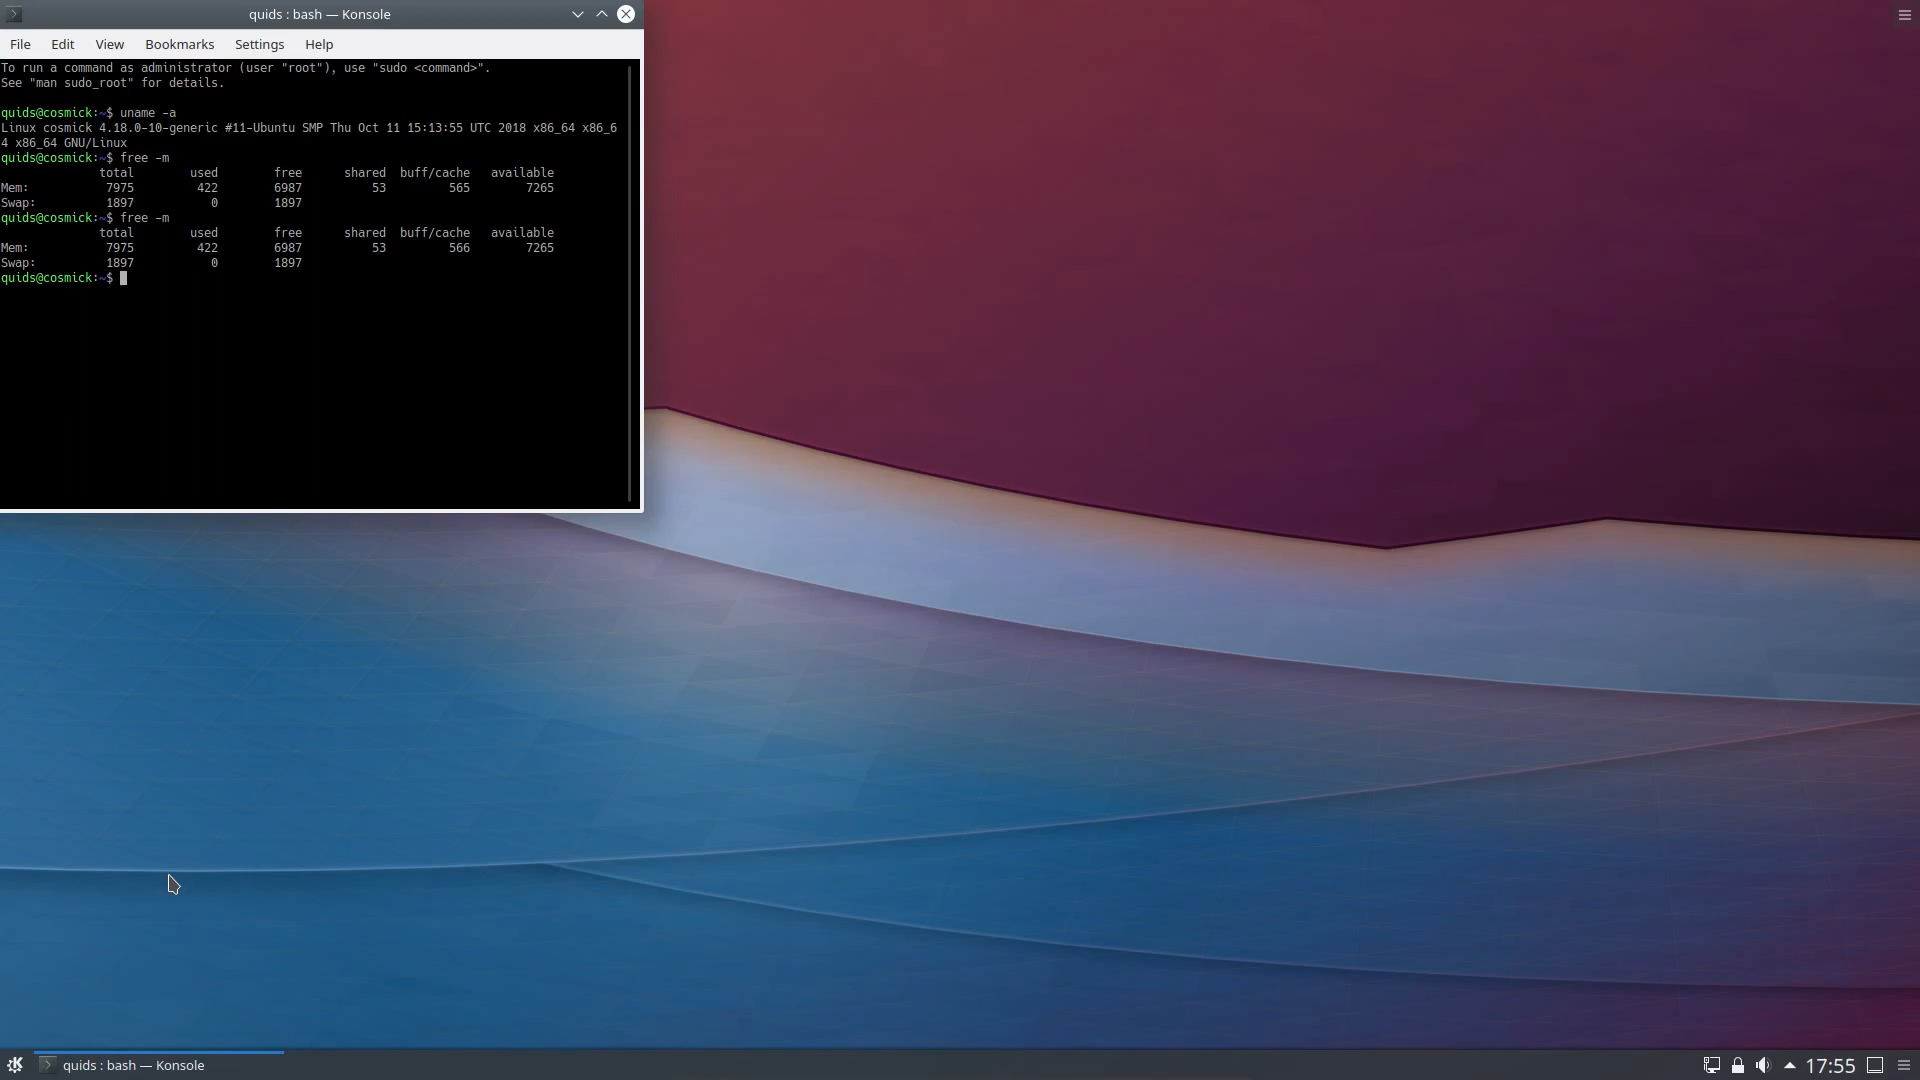 quids : bash — Konsole
File Edit View Bookmarks Settings Help
To run a command as administrator (user "root"), use "sudo <command>".
See "man sudo_root" for details.
quids@cosmick:~$ uname -a
Linux cosmick 4.18.0-10-generic #11-Ubuntu SMP Thu Oct 11 15:13:55 UTC 2018 x86_64 x86_6
4 x86_64 GNU/Linux
quids@cosmick:~$ free -m
total used free shared buff/cache available
Mem: 7975 422 6987 53 565 7265
Swap: 1897 0 1897
quids@cosmick:~$ free -m
total used free shared buff/cache available
Mem: 7975 422 6987 53 566 7265
Swap: 1897 0 1897
quids@cosmick:~$
quids : bash — Konsole
17:55